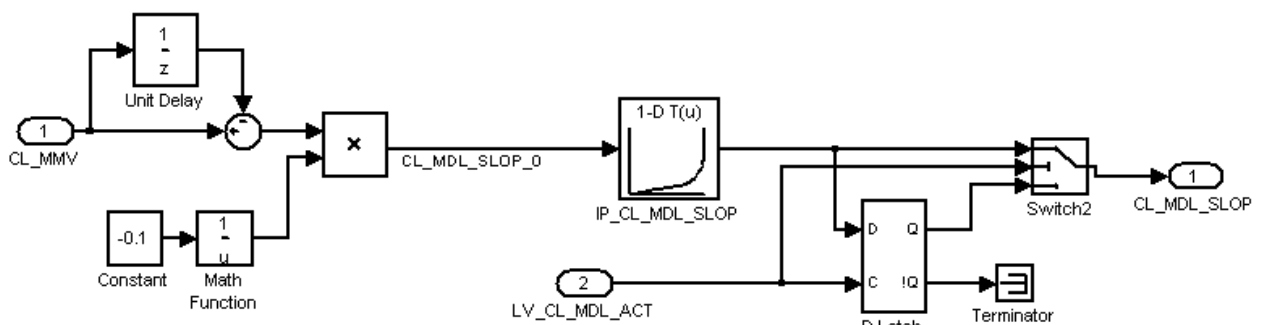 1
z
Unit Delay
1
CL_MMV
+
-
×
CL_MDL_SLOP_0
-0.1
Constant
1
u
Math
Function
1-D T(u)
IP_CL_MDL_SLOP
2
LV_CL_MDL_ACT
D
Q
C
!Q
D Latch
Terminator
Switch2
1
CL_MDL_SLOP